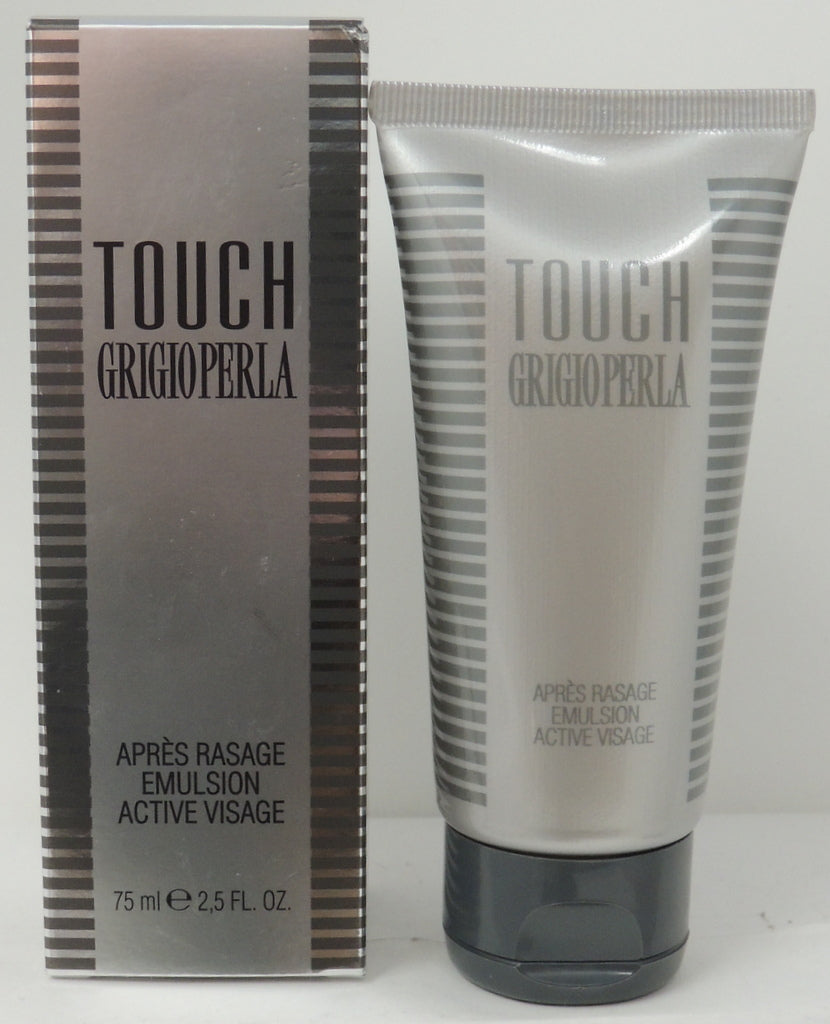 TOUCH
GRIGIOPERLA
APRÈS RASAGE
EMULSION
ACTIVE VISAGE
75 ml ℮ 2,5 FL. OZ.
TOUCH
GRIGIOPERLA
APRÈS RASAGE
EMULSION
ACTIVE VISAGE